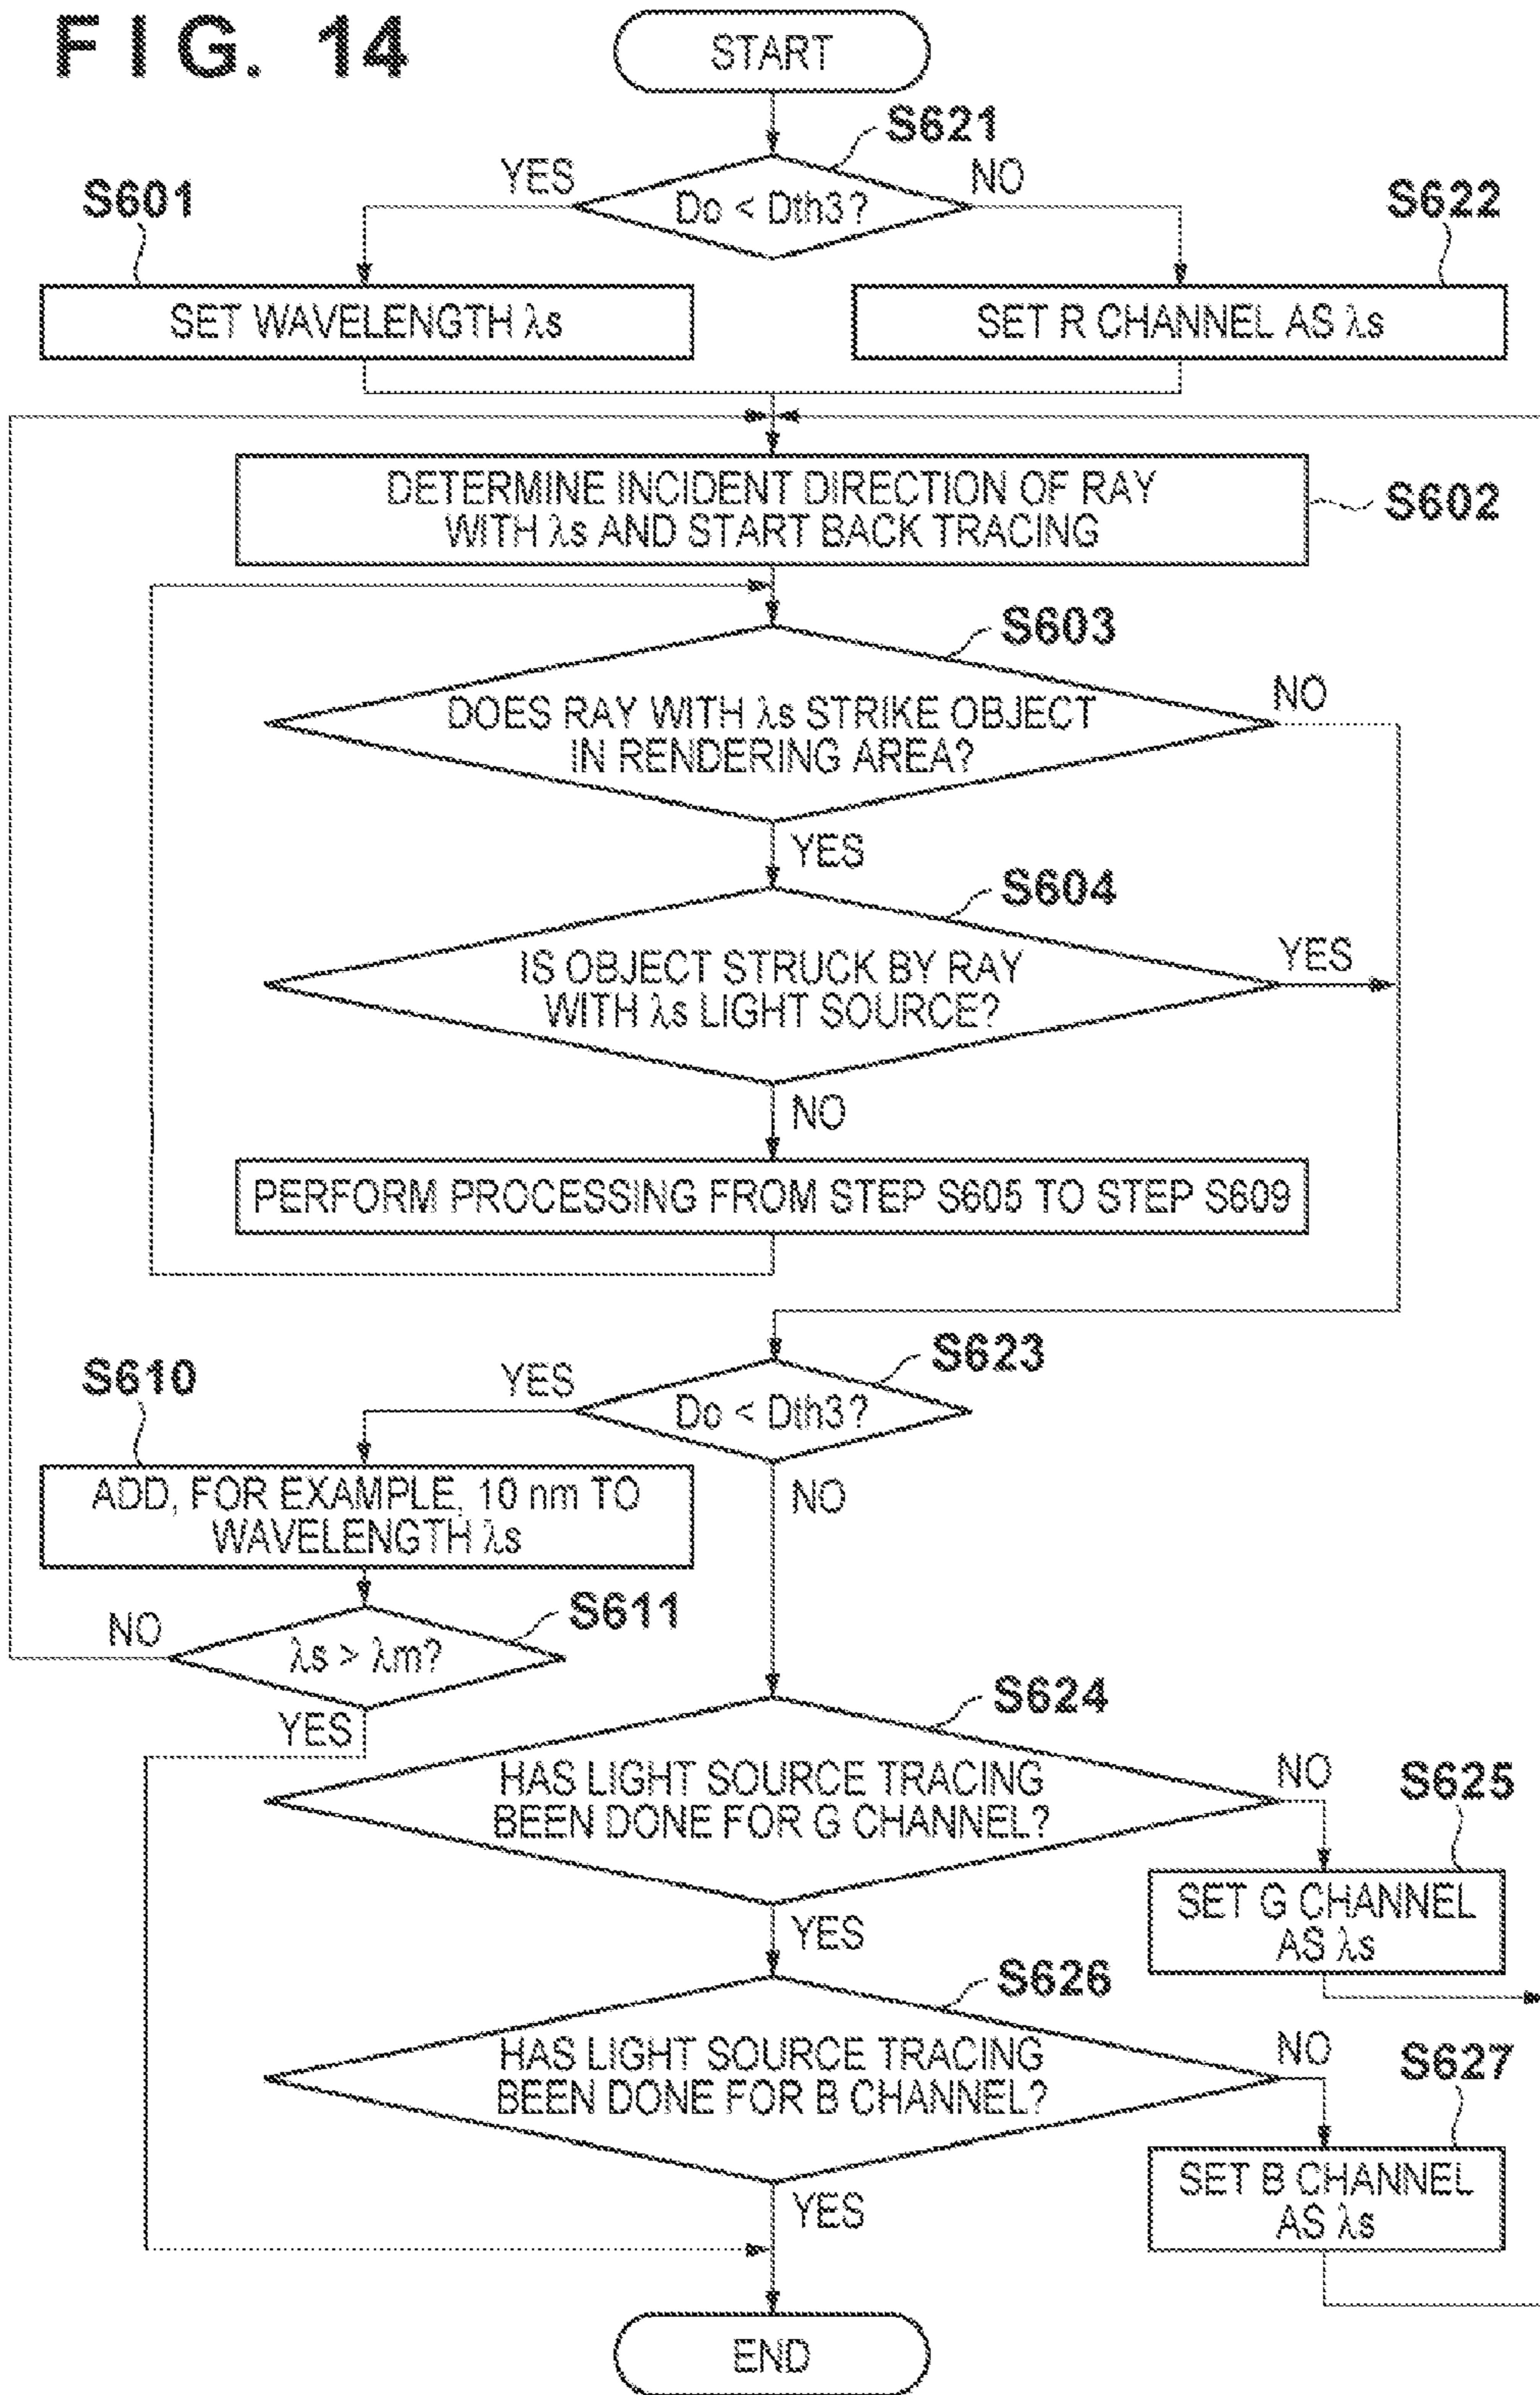 FIG. 14
START
S621
YES
NO
Do < Dth3?
S601
S622
SET WAVELENGTH λs
SET R CHANNEL AS λs
DETERMINE INCIDENT DIRECTION OF RAY
WITH λs AND START BACK TRACING
S602
S603
DOES RAY WITH λs STRIKE OBJECT
IN RENDERING AREA?
NO
YES
S604
IS OBJECT STRUCK BY RAY
WITH λs LIGHT SOURCE?
YES
NO
PERFORM PROCESSING FROM STEP S605 TO STEP S609
S623
YES
Do < Dth3?
NO
S610
ADD, FOR EXAMPLE, 10 nm TO
WAVELENGTH λs
S611
NO
λs > λm?
YES
S624
HAS LIGHT SOURCE TRACING
BEEN DONE FOR G CHANNEL?
NO
S625
SET G CHANNEL
AS λs
YES
S626
HAS LIGHT SOURCE TRACING
BEEN DONE FOR B CHANNEL?
NO
S627
SET B CHANNEL
AS λs
YES
END